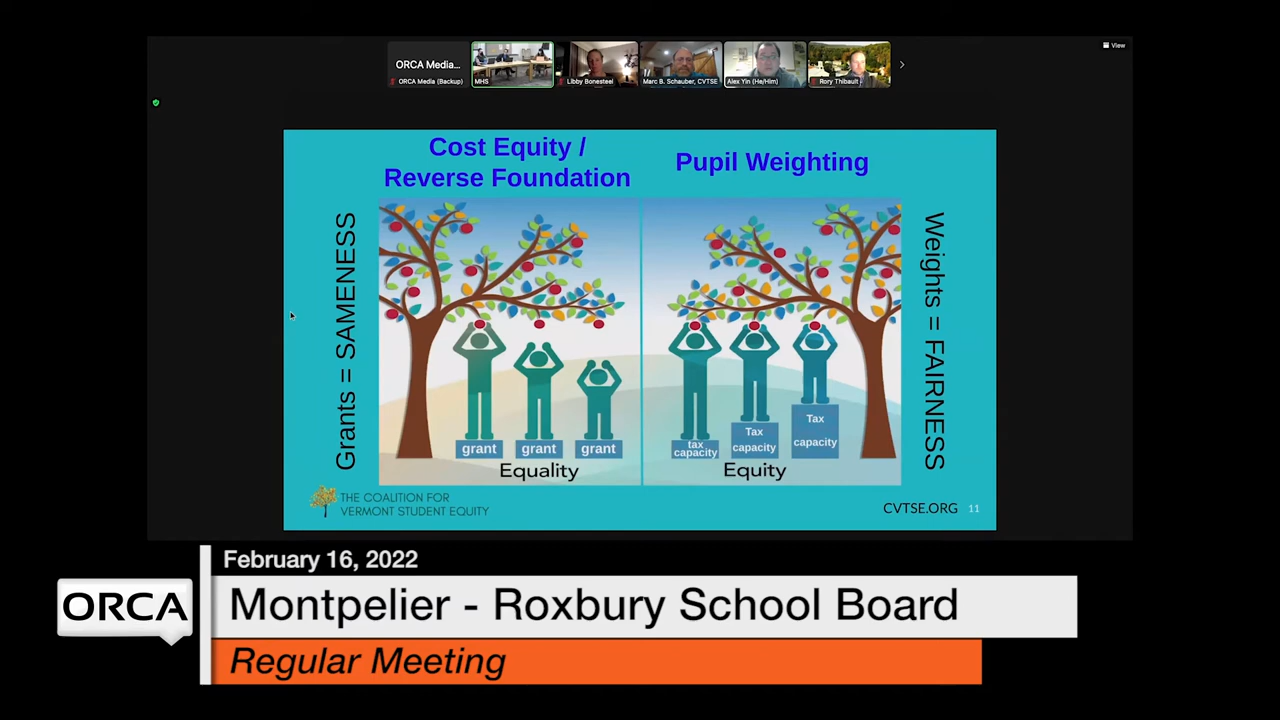 View
ORCA Media...
ORCA Media (Backup)
MHS
Libby Bonesteel
Marc B. Schauber, CVTSE
Alex Yin (He/Him)
Rory Thibault
Cost Equity /
Reverse Foundation
Pupil Weighting
Grants = SAMENESS
Weights = FAIRNESS
grant
grant
grant
Equality
tax
capacity
Tax
capacity
Tax
capacity
Equity
THE COALITION FOR
VERMONT STUDENT EQUITY
CVTSE.ORG 11
February 16, 2022
ORCA
Montpelier - Roxbury School Board
Regular Meeting